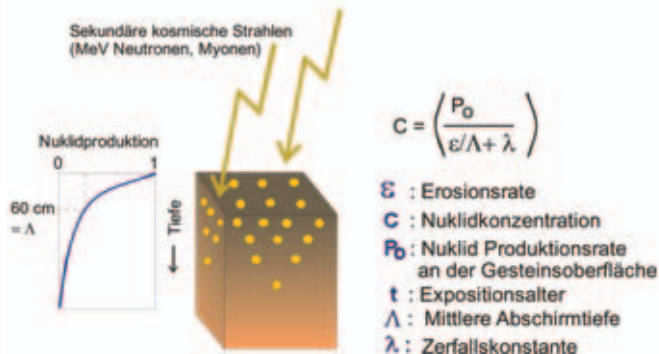 Sekundäre kosmische Strahlen
(MeV Neutronen, Myonen)
Nuklidproduktion
0 1
60 cm
= Λ
← Tiefe
C = ⟨ P₀ / ε/Λ + λ ⟩
ε : Erosionsrate
C : Nuklidkonzentration
P₀ : Nuklid Produktionsrate
an der Gesteinsoberfläche
t : Expositionsalter
Λ : Mittlere Abschirmtiefe
λ : Zerfallskonstante